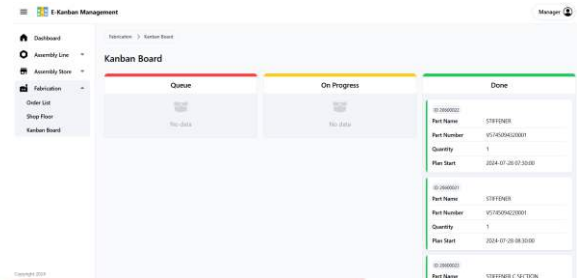 E-Kanban Management
Manager
Dashboard
Assembly Line
Assembly Store
Fabrication
Order List
Shop Floor
Kanban Board
Fabrication > Kanban Board
Kanban Board
Queue
No data
On Progress
No data
Done
Part Name STIFFENER
Part Number V5745094320001
Quantity 1
Plan Start 2024-07-20 07:30:00
Part Name STIFFENER
Part Number V5745094220001
Quantity 1
Plan Start 2024-07-20 08:30:00
Part Name STIFFENER C SECTION
Copyright 2024